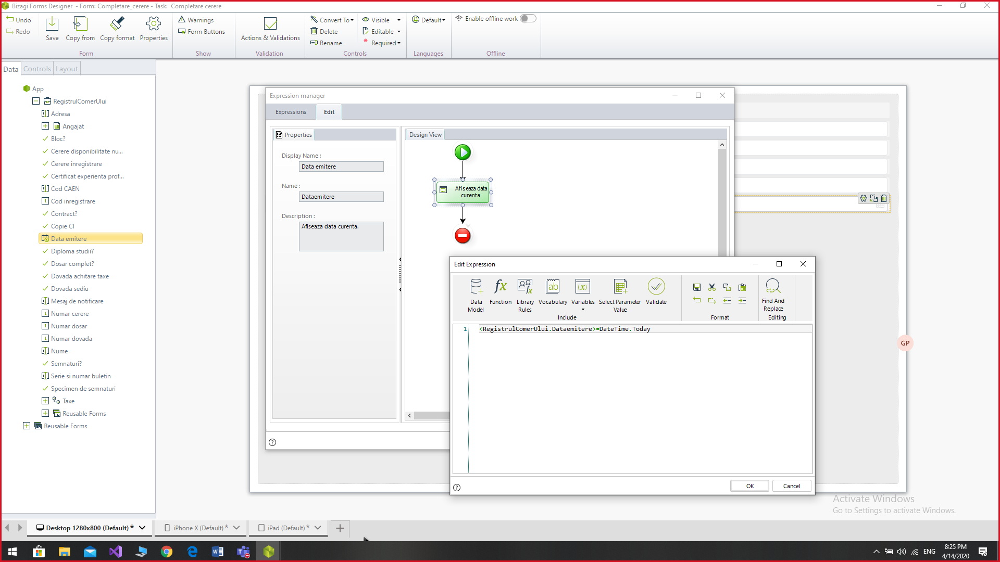 Bizagi Forms Designer - Form: Completare_cerere - Task: Completare cerere
Undo
Redo
Save
Copy from
Copy format
Properties
Form
Warnings
Form Buttons
Show
Actions & Validations
Validation
Convert To
Delete
Rename
Visible
Editable
Required
Controls
Default
Languages
Enable offline work
Offline
Data
Controls
Layout
App
RegistrulComerUlui
Adresa
Angajat
Bloc?
Cerere disponibilitate nu...
Cerere inregistrare
Certificat experienta prof...
Cod CAEN
Cod inregistrare
Contract?
Copie CI
Data emitere
Diploma studii?
Dosar complet?
Dovada achitare taxe
Dovada sediu
Mesaj de notificare
Numar cerere
Numar dosar
Numar dovada
Nume
Semnaturi?
Serie si numar buletin
Specimen de semnaturi
Taxe
Reusable Forms
Reusable Forms
Expression manager
Expressions
Edit
Properties
Display Name :
Data emitere
Name :
Dataemitere
Description :
Afiseaza data curenta.
Design View
Afiseaza data
curenta
Edit Expression
Data
Model
Function
Library
Rules
Vocabulary
Variables
Select Parameter
Value
Validate
Include
Format
Find And
Replace
Editing
1 <RegistrulComerUlui.Dataemitere>=DateTime.Today
OK
Cancel
GP
Activate Windows
Go to Settings to activate Windows.
Desktop 1280x800 (Default) *
iPhone X (Default) *
iPad (Default) *
ENG
8:25 PM
4/14/2020